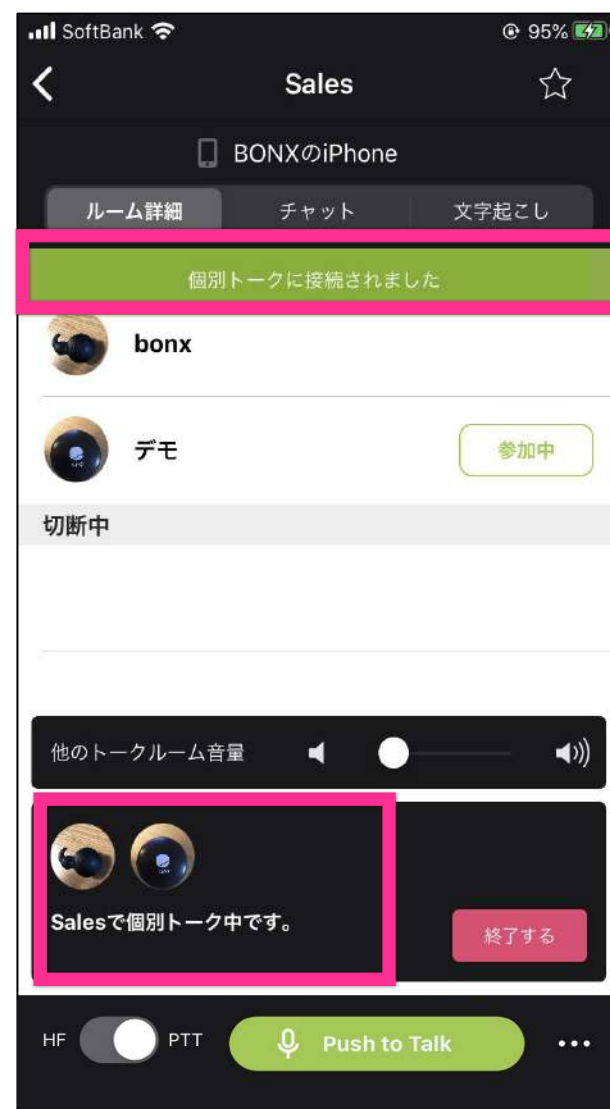 SoftBank 95%
Sales
BONXのiPhone
ルーム詳細 チャット 文字起こし
個別トークに接続されました
bonx
デモ 参加中
切断中
他のトークルーム音量
Salesで個別トーク中です。
終了する
HF PTT Push to Talk